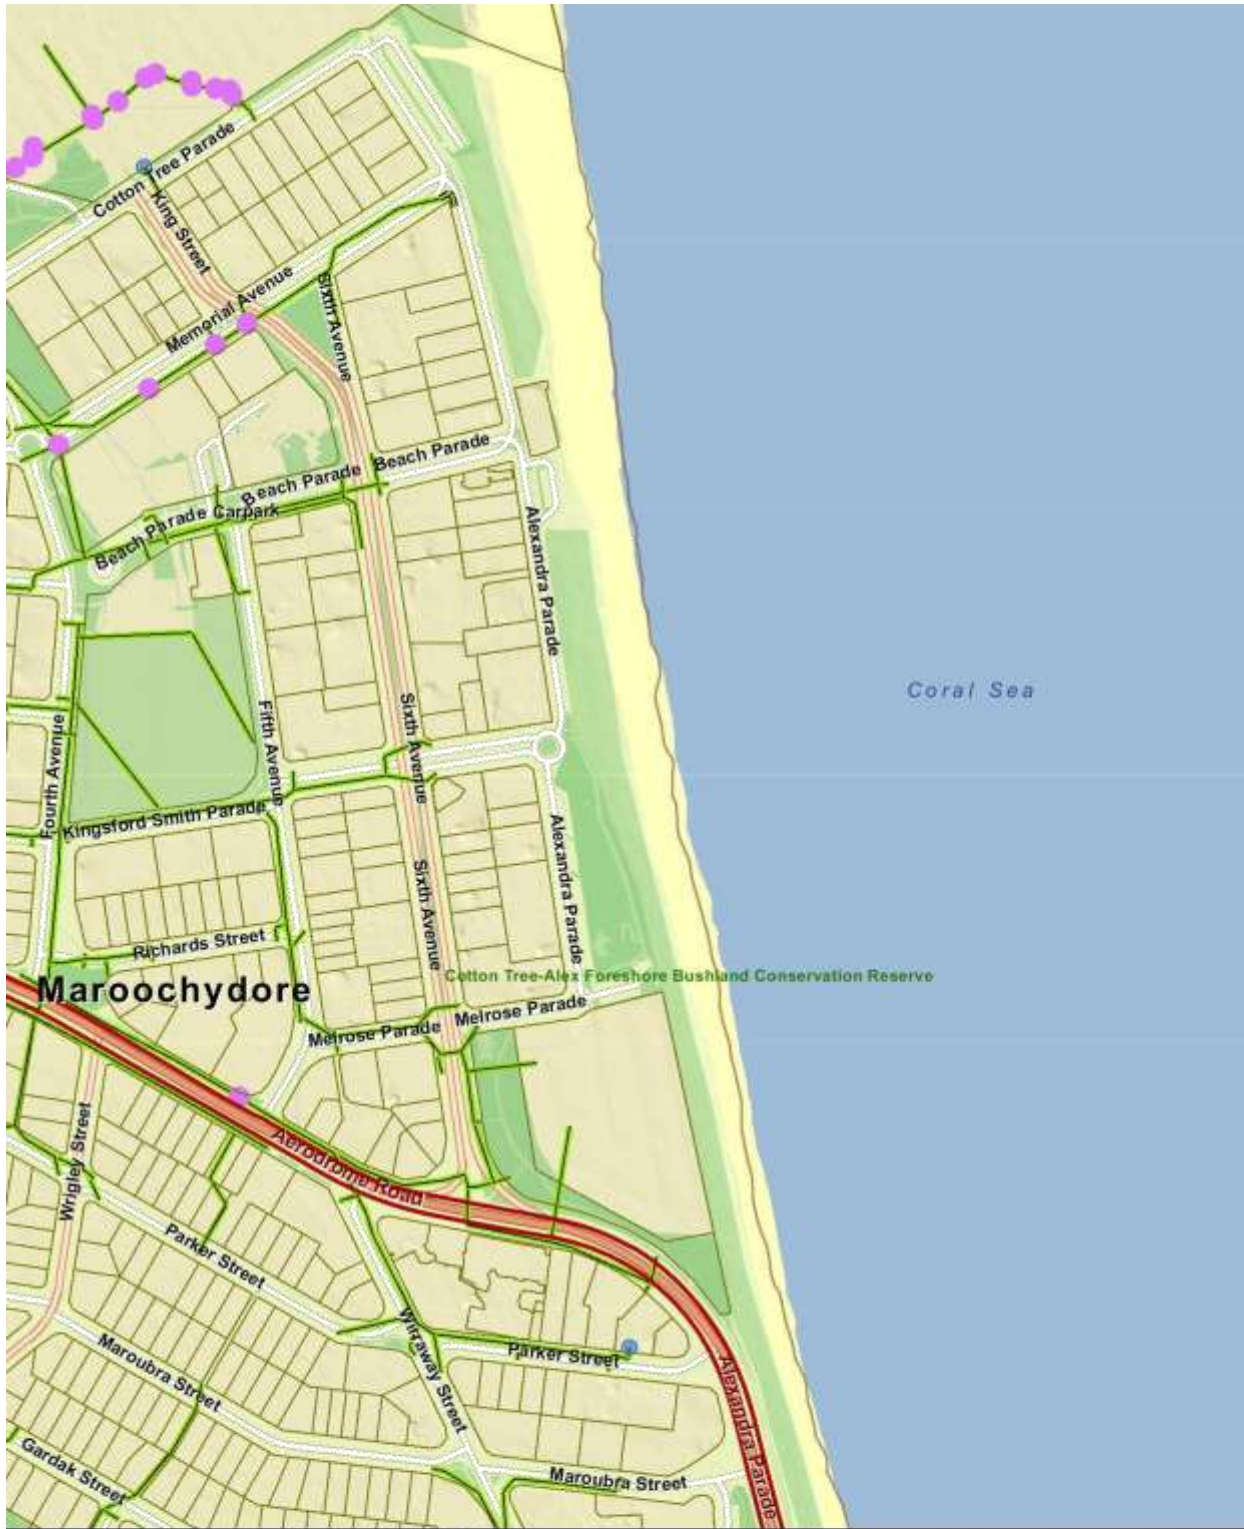 Cotton Tree Parade
King Street
Memorial Avenue
Sixth Avenue
Beach Parade
Beach Parade
Beach Parade Carpark
Alexandra Parade
Coral Sea
Fifth Avenue
Sixth Avenue
Fourth Avenue
Kingsford Smith Parade
Alexandra Parade
Sixth Avenue
Richards Street
Cotton Tree-Alex Foreshore Bushland Conservation Reserve
Maroochydore
Melrose Parade
Melrose Parade
Wrigley Street
Aerodrome Road
Parker Street
Wirraway Street
Parker Street
Maroubra Street
Alexandra Parade
Gardak Street
Maroubra Street